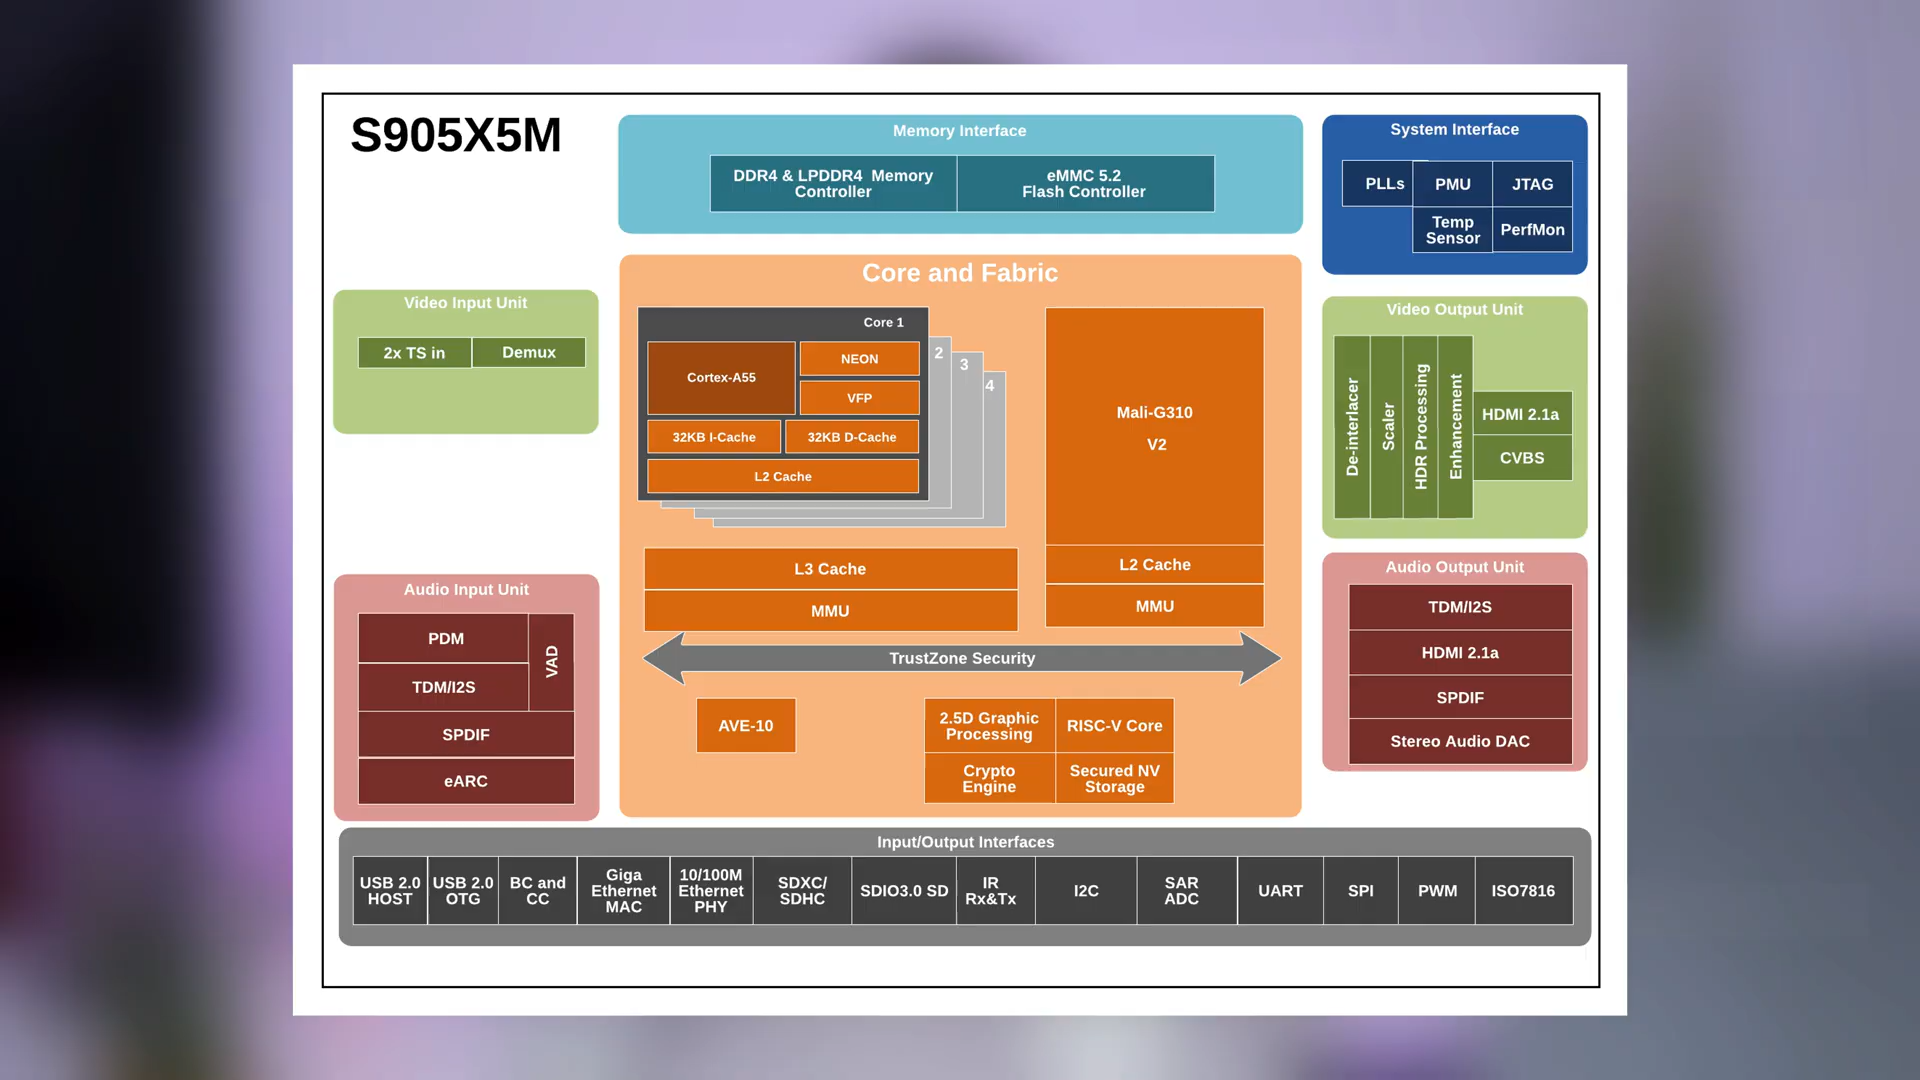 S905X5M
Memory Interface
DDR4 & LPDDR4 Memory
Controller
eMMC 5.2
Flash Controller
System Interface
PLLs
PMU
JTAG
Temp
Sensor
PerfMon
Video Input Unit
2x TS in
Demux
Core and Fabric
Core 1
2
3
4
Cortex-A55
NEON
VFP
32KB I-Cache
32KB D-Cache
L2 Cache
L3 Cache
MMU
Mali-G310
V2
L2 Cache
MMU
TrustZone Security
AVE-10
2.5D Graphic
Processing
RISC-V Core
Crypto
Engine
Secured NV
Storage
Video Output Unit
De-interlacer
Scaler
HDR Processing
Enhancement
HDMI 2.1a
CVBS
Audio Input Unit
PDM
TDM/I2S
VAD
SPDIF
eARC
Audio Output Unit
TDM/I2S
HDMI 2.1a
SPDIF
Stereo Audio DAC
Input/Output Interfaces
USB 2.0
HOST
USB 2.0
OTG
BC and
CC
Giga
Ethernet
MAC
10/100M
Ethernet
PHY
SDXC/
SDHC
SDIO3.0 SD
IR
Rx&Tx
I2C
SAR
ADC
UART
SPI
PWM
ISO7816